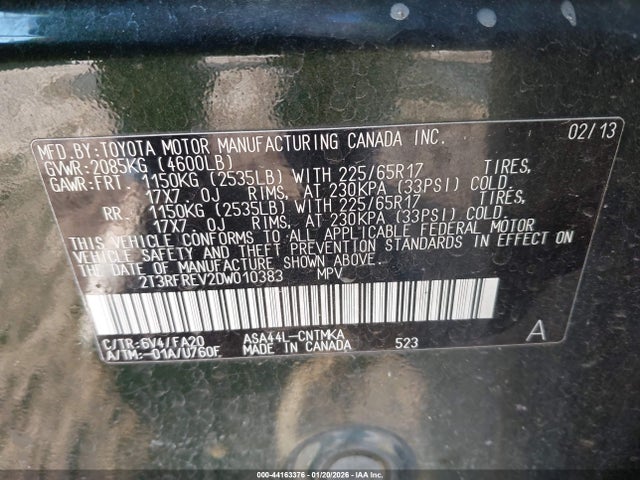 MFD.BY:TOYOTA MOTOR MANUFACTURING CANADA INC. 02/13
GVWR:2085KG (4600LB)
GAWR:FRT. 1150KG (2535LB) WITH 225/65R17 TIRES,
17X7. 0J RIMS, AT 230KPA (33PSI) COLD.
RR. 1150KG (2535LB) WITH 225/65R17 TIRES,
17X7. 0J RIMS, AT 230KPA (33PSI) COLD.
THIS VEHICLE CONFORMS TO ALL APPLICABLE FEDERAL MOTOR
VEHICLE SAFETY AND THEFT PREVENTION STANDARDS IN EFFECT ON
THE DATE OF MANUFACTURE SHOWN ABOVE.
2T3RFREV2DW010383 MPV
C/TR:6V4/FA20 ASA44L-CNTMKA
A/TM:-01A/U760F MADE IN CANADA 523 A
000-44163376 - 01/20/2026 - IAA Inc.